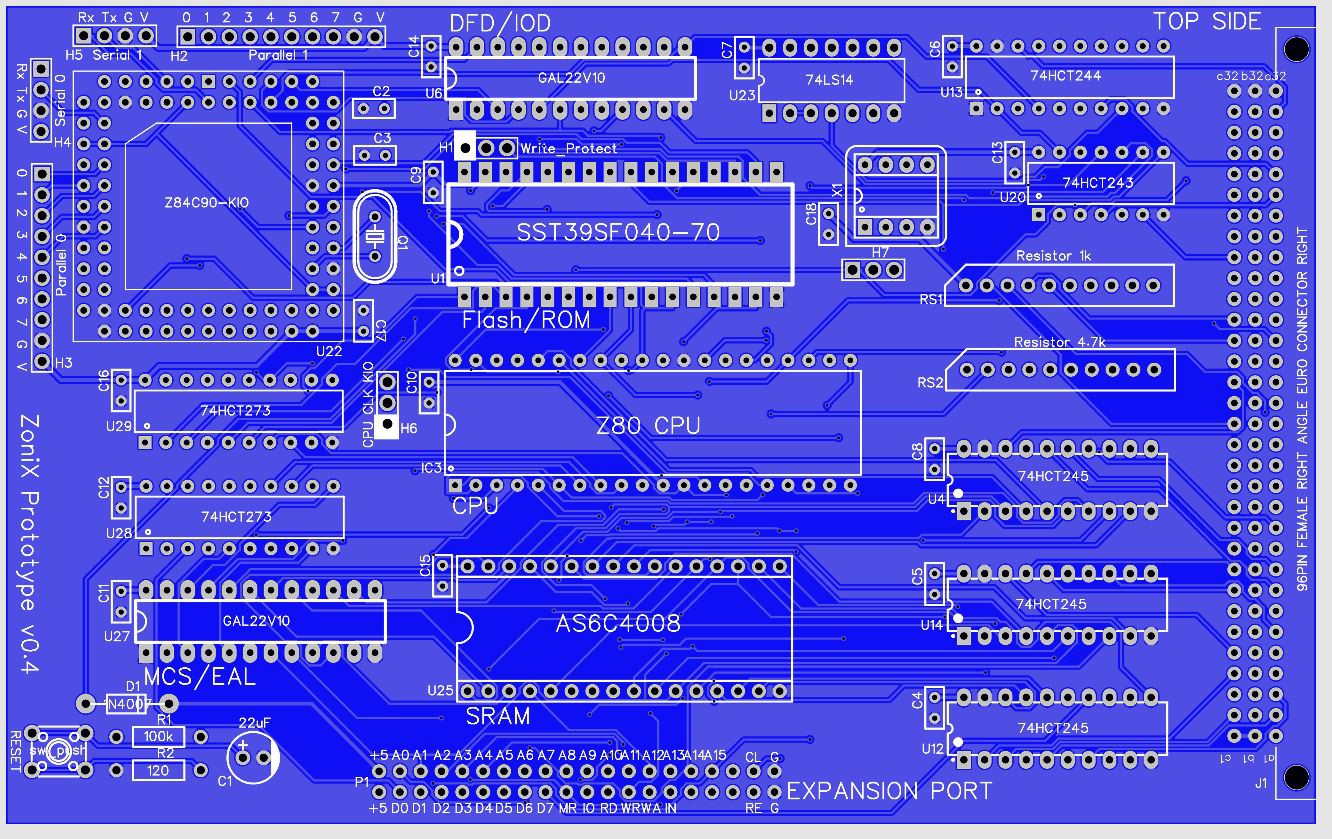 Rx Tx G V
H5 Serial 1
0 1 2 3 4 5 6 7 G V
H2 Parallel 1
DFD/IOD
TOP SIDE
C14
U6
GAL22V10
C7
U23
74LS14
C6
U13
74HCT244
c32 b32 c32
Rx Tx G V
Serial 0
H4
C2
C3
H1
Write_Protect
Z84C90-KIO
0 1 2 3 4 5 6 7 G V
Parallel 0
H3
C9
Q1
SST39SF040-70
U1
Flash/ROM
X1
C18
H7
C13
U20
74HCT243
Resistor 1k
RS1
Resistor 4.7k
RS2
C17
U22
C16
74HCT273
U29
CPU CLK KIO
H6
C10
Z80 CPU
IC3
CPU
C8
74HCT245
U4
96PIN FEMALE RIGHT ANGLE EURO CONNECTOR RIGHT
ZoniX Prototype v0.4
C12
74HCT273
U28
C11
GAL22V10
U27
MCS/EAL
C15
AS6C4008
U25
SRAM
C5
74HCT245
U14
C4
74HCT245
U12
D1
N4007
R1
100k
R2
120
RESET
sw_push
22uF
+
C1
+5 A0 A1 A2 A3 A4 A5 A6 A7 A8 A9 A10 A11 A12 A13 A14 A15 CL G
P1
EXPANSION PORT
+5 D0 D1 D2 D3 D4 D5 D6 D7 MR IO RD WR WA IN RE G
c1 b1 a1
J1